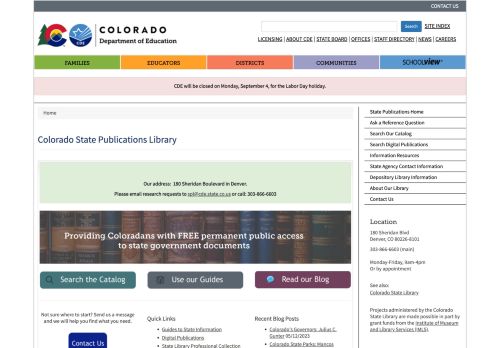 CONTACT US
COLORADO
Department of Education
CDE
Search
SITE INDEX
LICENSING | ABOUT CDE | STATE BOARD | OFFICES | STAFF DIRECTORY | NEWS | CAREERS
FAMILIES
EDUCATORS
DISTRICTS
COMMUNITIES
SCHOOLVIEW
CDE will be closed on Monday, September 4, for the Labor Day holiday.
Home
Colorado State Publications Library
Our address: 180 Sheridan Boulevard in Denver.
Please email research requests to spl@cde.state.co.us or call: 303-866-6603
Providing Coloradans with FREE permanent public access
to state government documents
Search the Catalog
Use our Guides
Read our Blog
Not sure where to start? Send us a message
and we will help you find what you need.
Contact Us
Quick Links
Guides to State Information
Digital Publications
State Library Professional Collection
Recent Blog Posts
Colorado's Governors: Julius C.
Gunter 05/12/2023
Colorado State Parks: Mancos
State Publications Home
Ask a Reference Question
Search Our Catalog
Search Digital Publications
Information Resources
State Agency Contact Information
Depository Library Information
About Our Library
Contact Us
Location
180 Sheridan Blvd
Denver, CO 80226-8101
303-866-6603 (main)
Monday-Friday, 8am-4pm
Or by appointment
See also:
Colorado State Library
Projects administered by the Colorado
State Library are made possible in part by
grant funds from the Institute of Museum
and Library Services (IMLS).